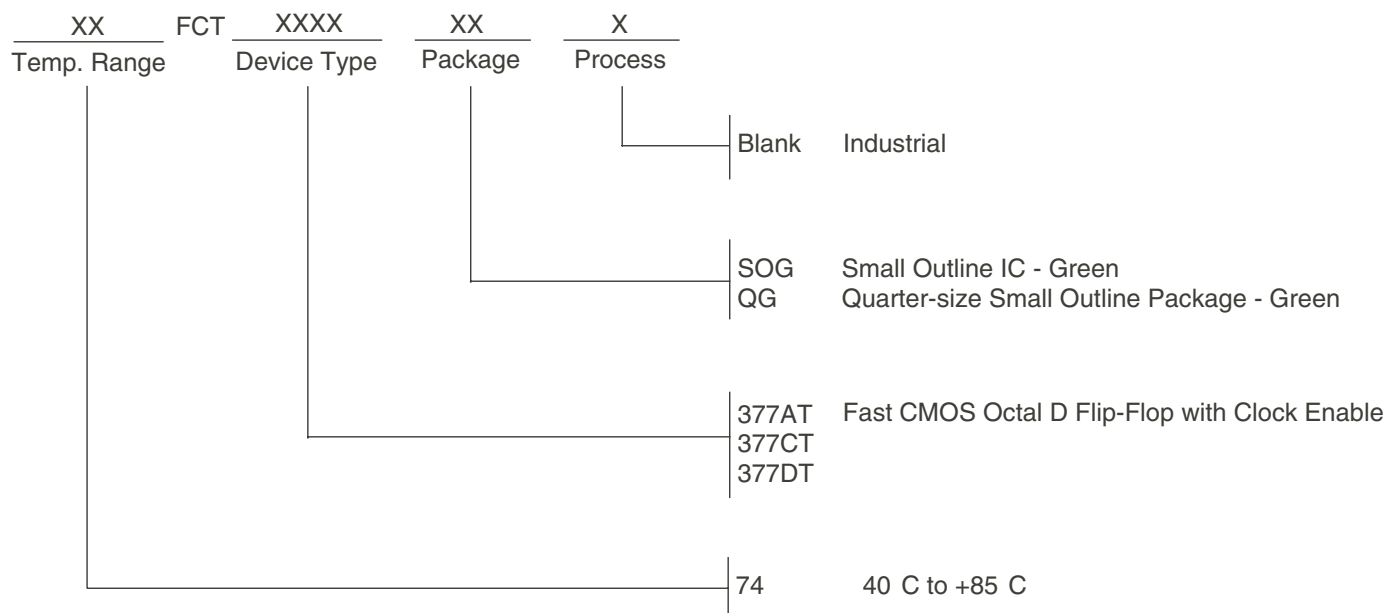 XX FCT XXXX XX X
Temp. Range Device Type Package Process
Blank Industrial
SOG Small Outline IC - Green
QG Quarter-size Small Outline Package - Green
377AT Fast CMOS Octal D Flip-Flop with Clock Enable
377CT
377DT
74 40 C to +85 C